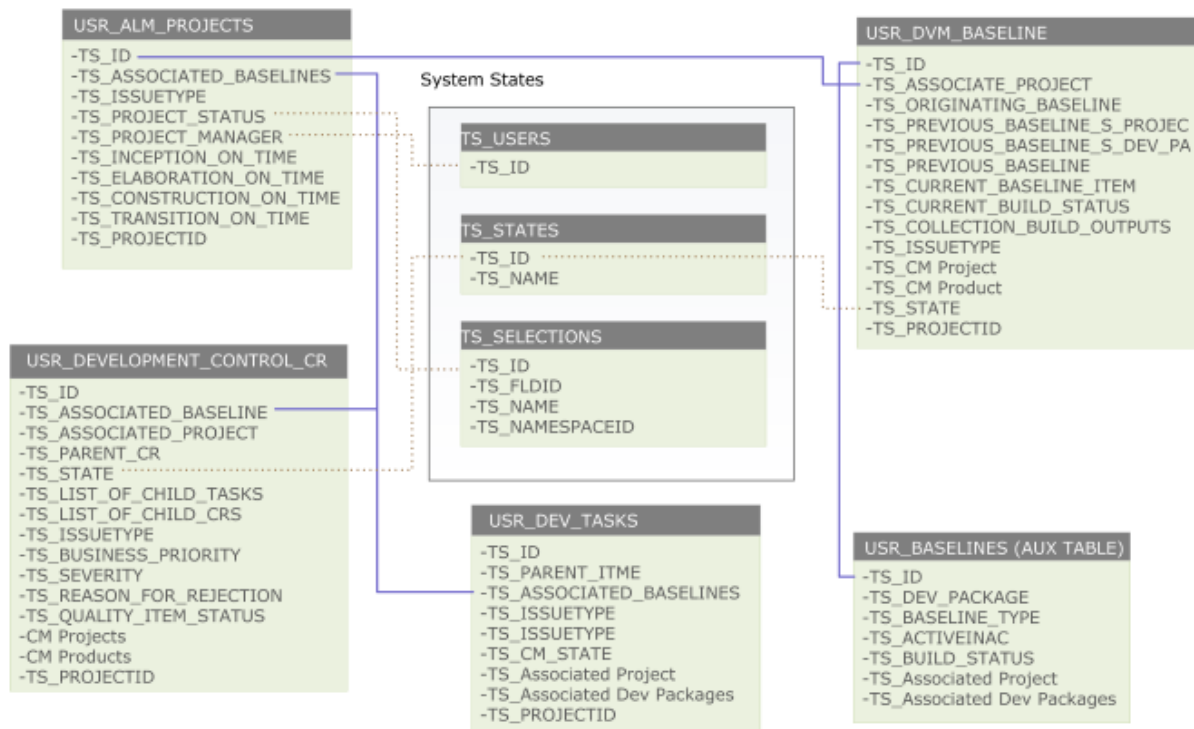 USR_ALM_PROJECTS
-TS_ID
-TS_ASSOCIATED_BASELINES
-TS_ISSUETYPE
-TS_PROJECT_STATUS
-TS_PROJECT_MANAGER
-TS_INCEPTION_ON_TIME
-TS_ELABORATION_ON_TIME
-TS_CONSTRUCTION_ON_TIME
-TS_TRANSITION_ON_TIME
-TS_PROJECTID
System States
TS_USERS
-TS_ID
TS_STATES
-TS_ID
-TS_NAME
TS_SELECTIONS
-TS_ID
-TS_FLDID
-TS_NAME
-TS_NAMESPACEID
USR_DVM_BASELINE
-TS_ID
-TS_ASSOCIATE_PROJECT
-TS_ORIGINATING_BASELINE
-TS_PREVIOUS_BASELINE_S_PROJEC
-TS_PREVIOUS_BASELINE_S_DEV_PA
-TS_PREVIOUS_BASELINE
-TS_CURRENT_BASELINE_ITEM
-TS_CURRENT_BUILD_STATUS
-TS_COLLECTION_BUILD_OUTPUTS
-TS_ISSUETYPE
-TS_CM Project
-TS_CM Product
-TS_STATE
-TS_PROJECTID
USR_DEVELOPMENT_CONTROL_CR
-TS_ID
-TS_ASSOCIATED_BASELINE
-TS_ASSOCIATED_PROJECT
-TS_PARENT_CR
-TS_STATE
-TS_LIST_OF_CHILD_TASKS
-TS_LIST_OF_CHILD_CRS
-TS_ISSUETYPE
-TS_BUSINESS_PRIORITY
-TS_SEVERITY
-TS_REASON_FOR_REJECTION
-TS_QUALITY_ITEM_STATUS
-CM Projects
-CM Products
-TS_PROJECTID
USR_DEV_TASKS
-TS_ID
-TS_PARENT_ITME
-TS_ASSOCIATED_BASELINES
-TS_ISSUETYPE
-TS_ISSUETYPE
-TS_CM_STATE
-TS_Associated Project
-TS_Associated Dev Packages
-TS_PROJECTID
USR_BASELINES (AUX TABLE)
-TS_ID
-TS_DEV_PACKAGE
-TS_BASELINE_TYPE
-TS_ACTIVEINAC
-TS_BUILD_STATUS
-TS_Associated Project
-TS_Associated Dev Packages